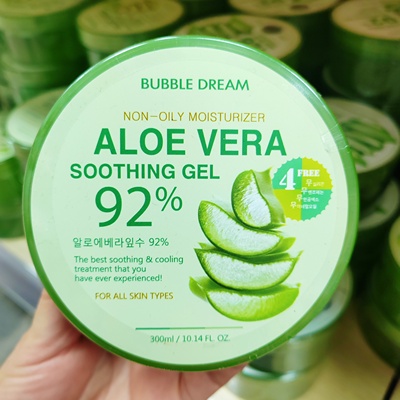 BUBBLE DREAM
NON-OILY MOISTURIZER
ALOE VERA
SOOTHING GEL
92%
4 FREE
알로에베라잎수 92%
The best soothing & cooling
treatment that you
have ever experienced!
FOR ALL SKIN TYPES
300ml / 10.14 FL. OZ.